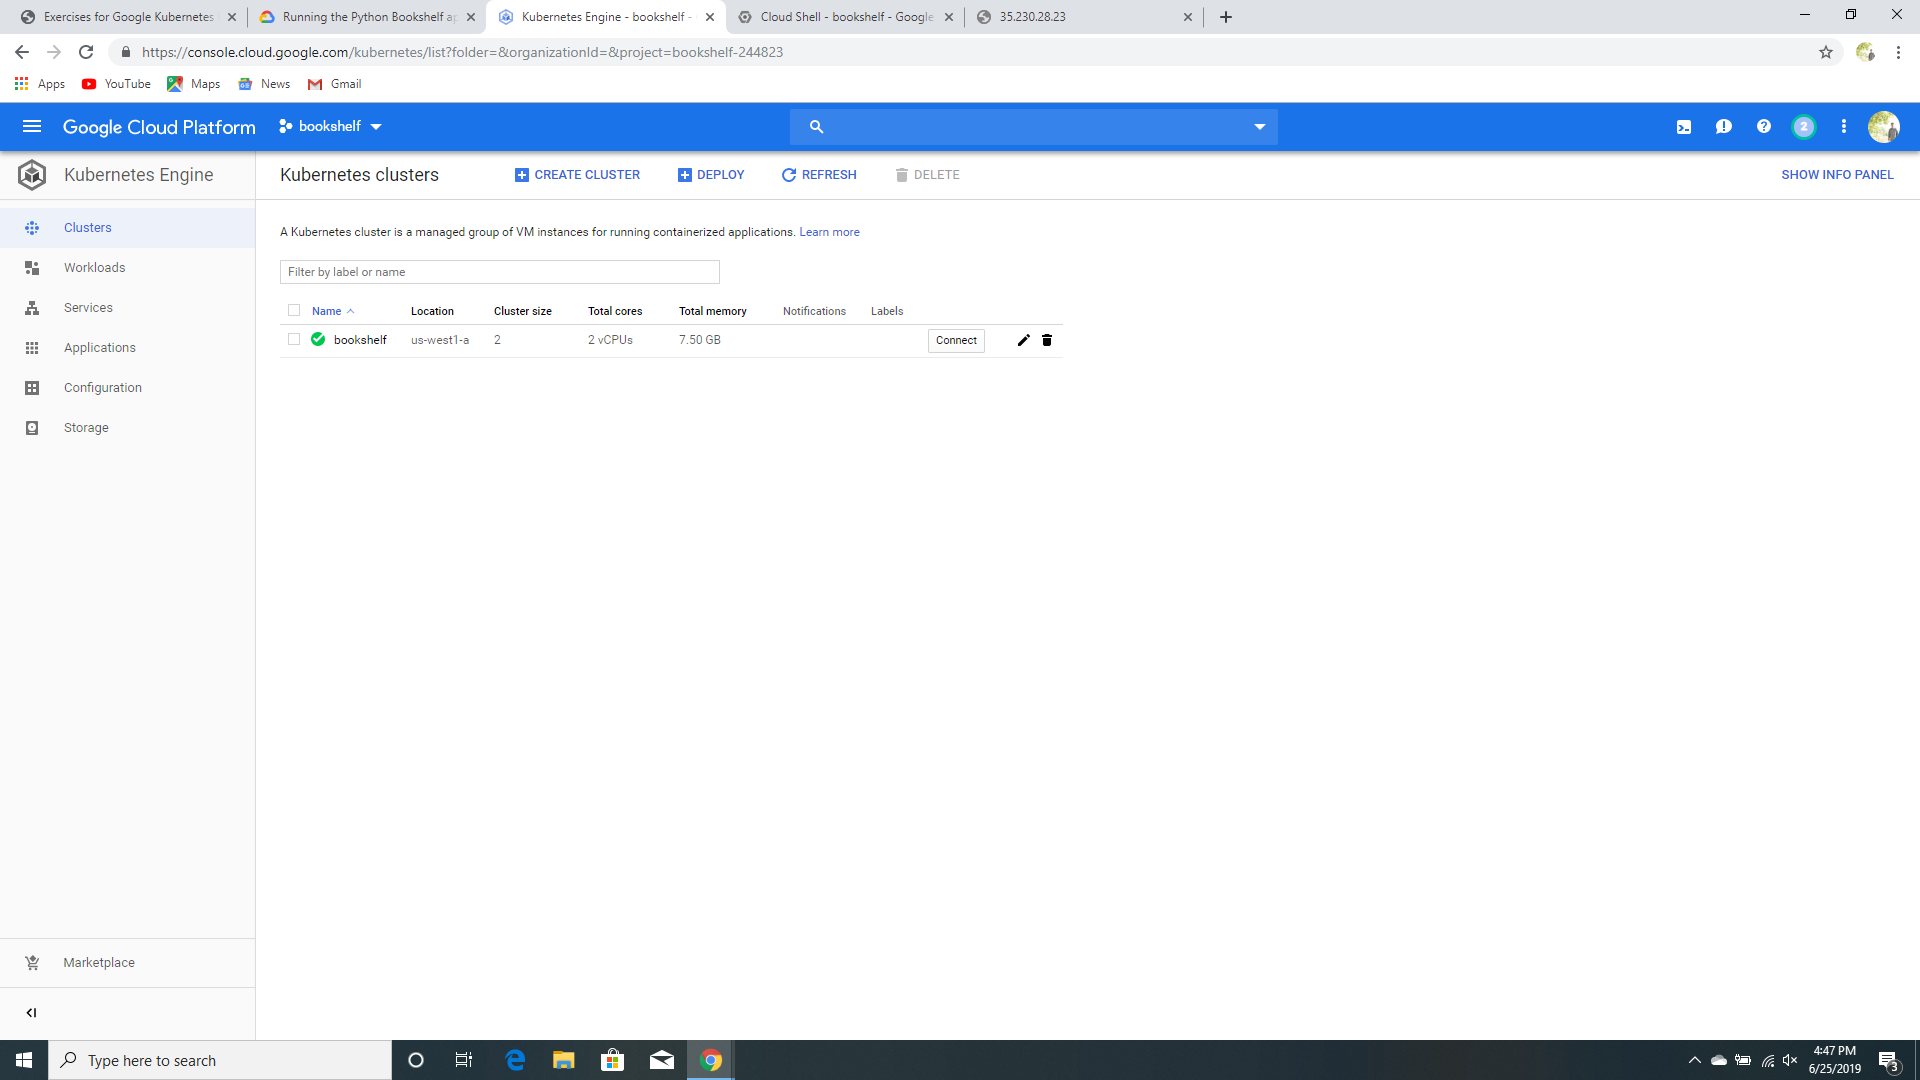 Exercises for Google Kubernetes
Running the Python Bookshelf ap
Kubernetes Engine - bookshelf -
Cloud Shell - bookshelf - Google
35.230.28.23
https://console.cloud.google.com/kubernetes/list?folder=&organizationId=&project=bookshelf-244823
Apps YouTube Maps News Gmail
Google Cloud Platform bookshelf 2
Kubernetes Engine
Kubernetes clusters CREATE CLUSTER DEPLOY REFRESH DELETE SHOW INFO PANEL
Clusters
Workloads
Services
Applications
Configuration
Storage
Marketplace
A Kubernetes cluster is a managed group of VM instances for running containerized applications. Learn more
Filter by label or name
Name Location Cluster size Total cores Total memory Notifications Labels
bookshelf us-west1-a 2 2 vCPUs 7.50 GB Connect
Type here to search
4:47 PM
6/25/2019
3